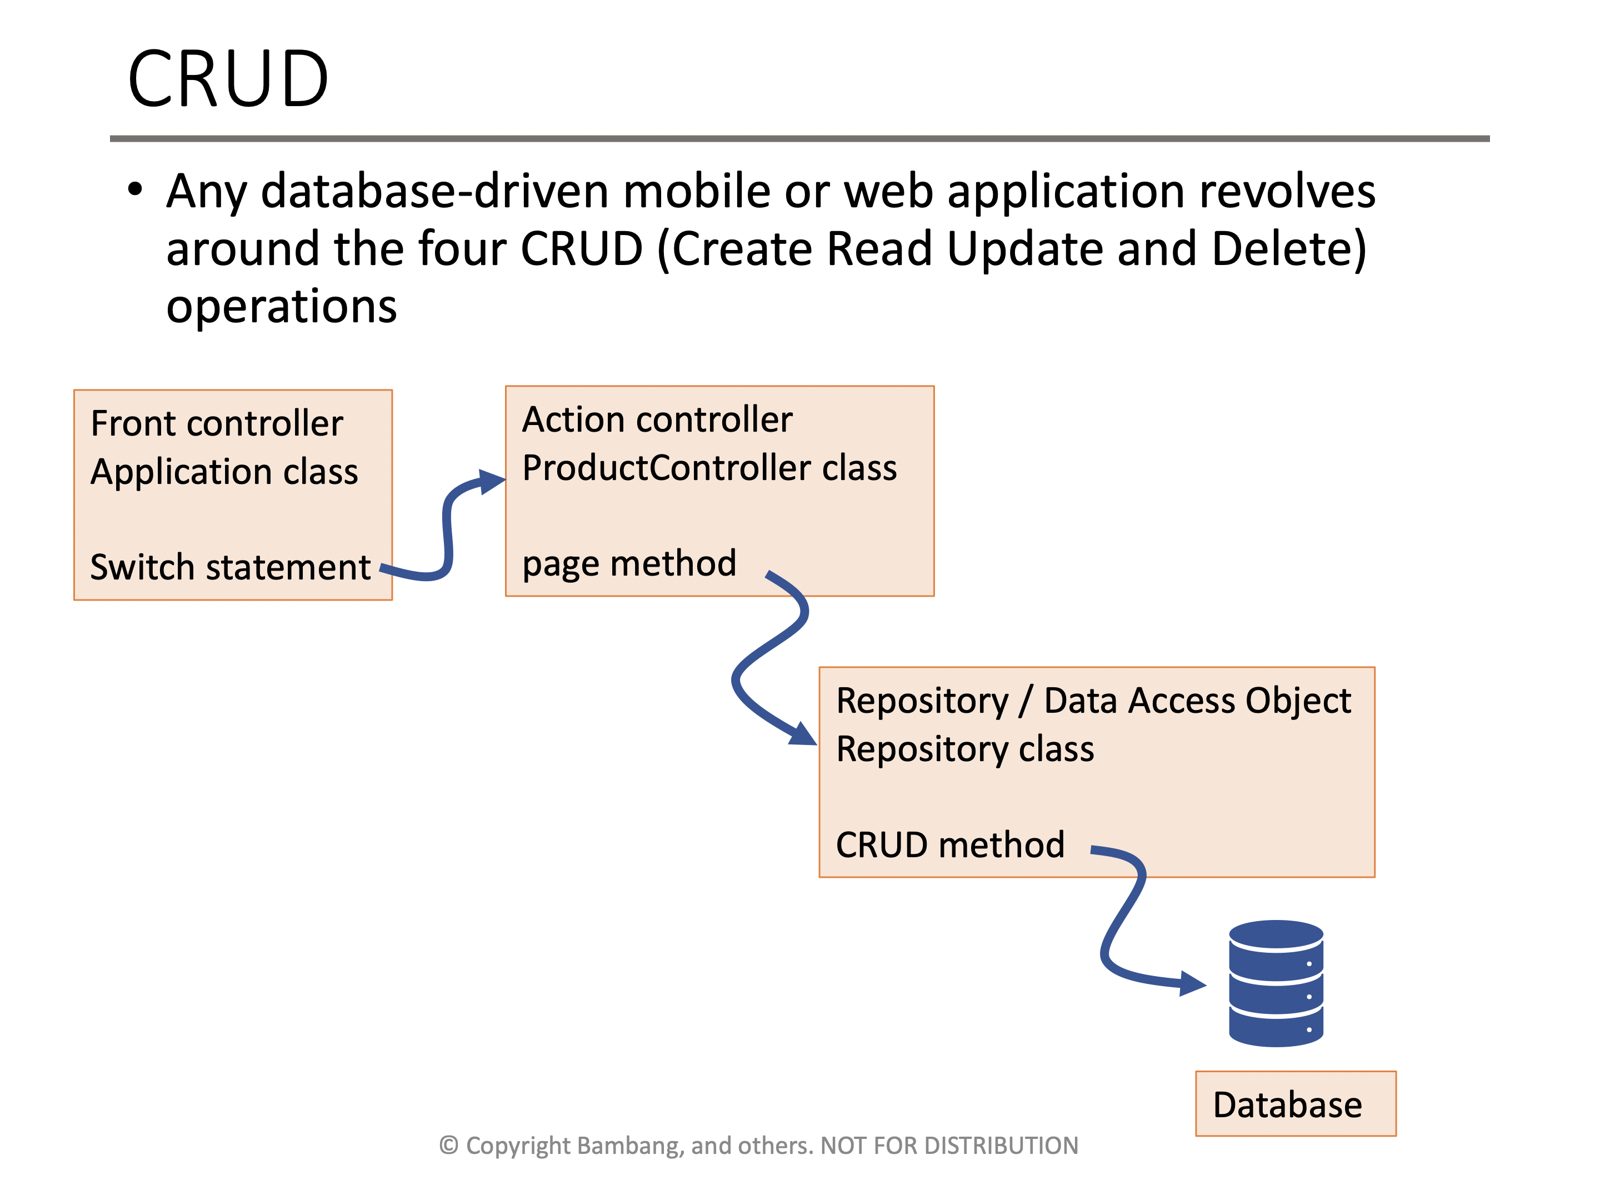 CRUD
• Any database-driven mobile or web application revolves
around the four CRUD (Create Read Update and Delete)
operations
Front controller
Application class
Switch statement
Action controller
ProductController class
page method
Repository / Data Access Object
Repository class
CRUD method
Database
© Copyright Bambang, and others. NOT FOR DISTRIBUTION